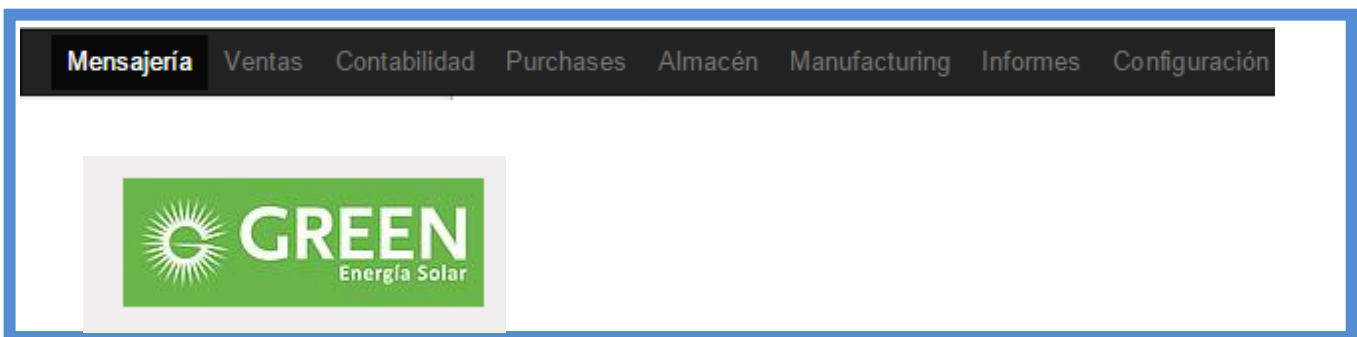 Mensajería Ventas Contabilidad Purchases Almacén Manufacturing Informes Configuración
GREEN
Energía Solar